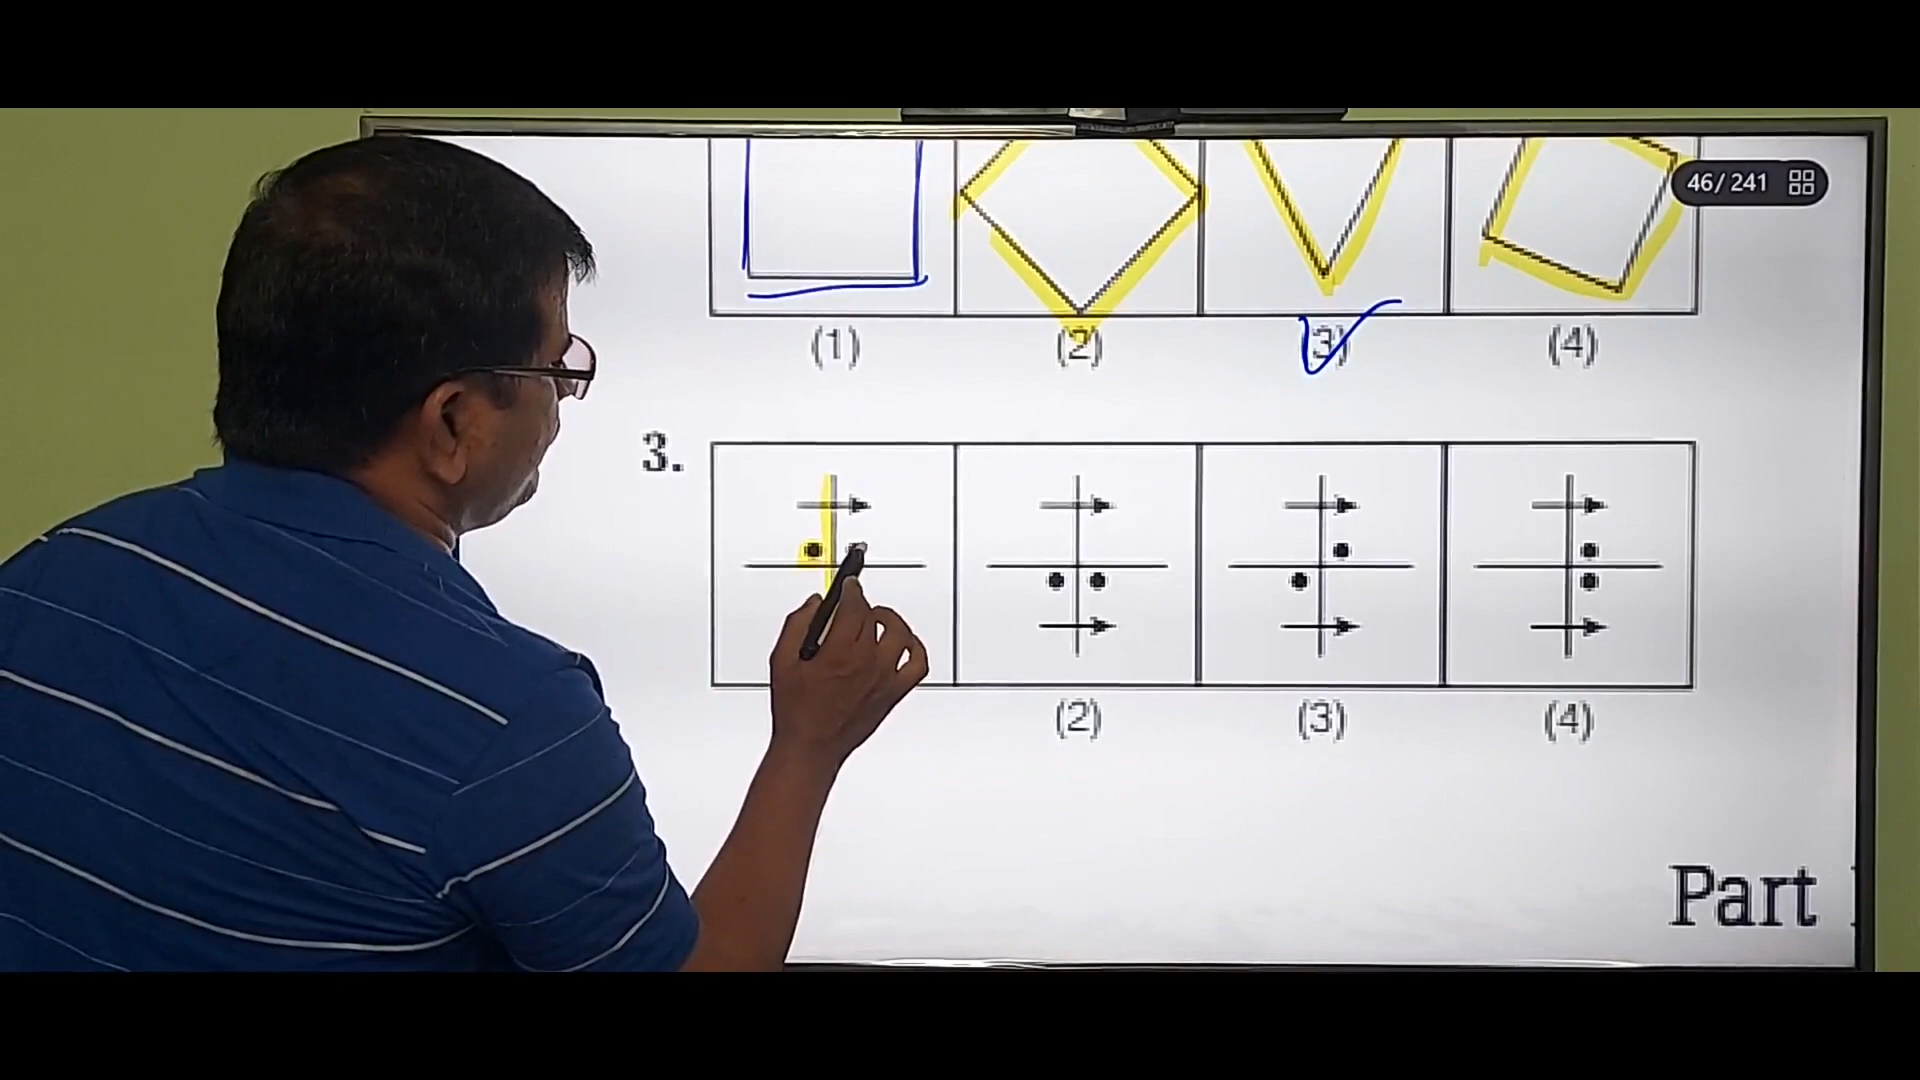 46/241
(1) (2) (3) (4)
3.
(2) (3) (4)
Part